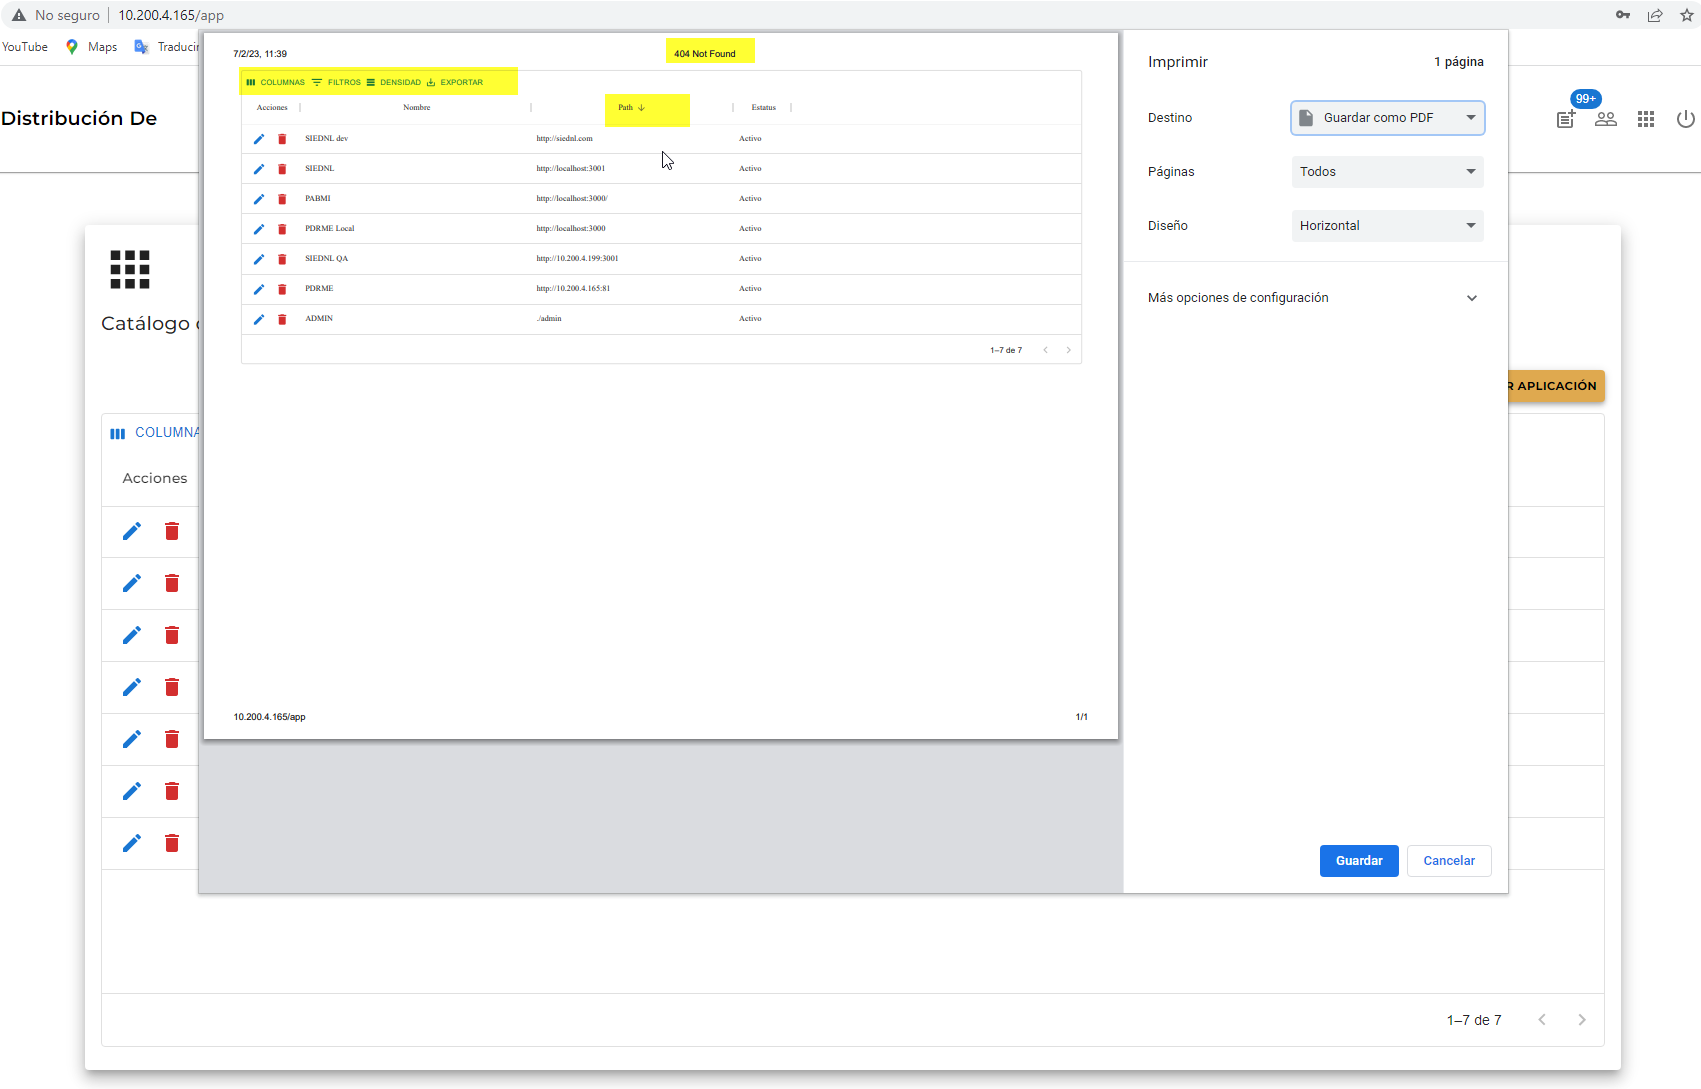 No seguro
10.200.4.165/app
YouTube
Maps
Traducir
Distribución De
99+
Catálogo
R APLICACIÓN
COLUMNA
Acciones
1–7 de 7
7/2/23, 11:39
404 Not Found
COLUMNAS FILTROS DENSIDAD EXPORTAR
Acciones Nombre Path Estatus
SIEDNL dev http://siednl.com Activo
SIEDNL http://localhost:3001 Activo
PABMI http://localhost:3000/ Activo
PDRME Local http://localhost:3000 Activo
SIEDNL QA http://10.200.4.199:3001 Activo
PDRME http://10.200.4.165:81 Activo
ADMIN ./admin Activo
1–7 de 7
10.200.4.165/app
1/1
Imprimir 1 página
Destino Guardar como PDF
Páginas Todos
Diseño Horizontal
Más opciones de configuración
Guardar Cancelar